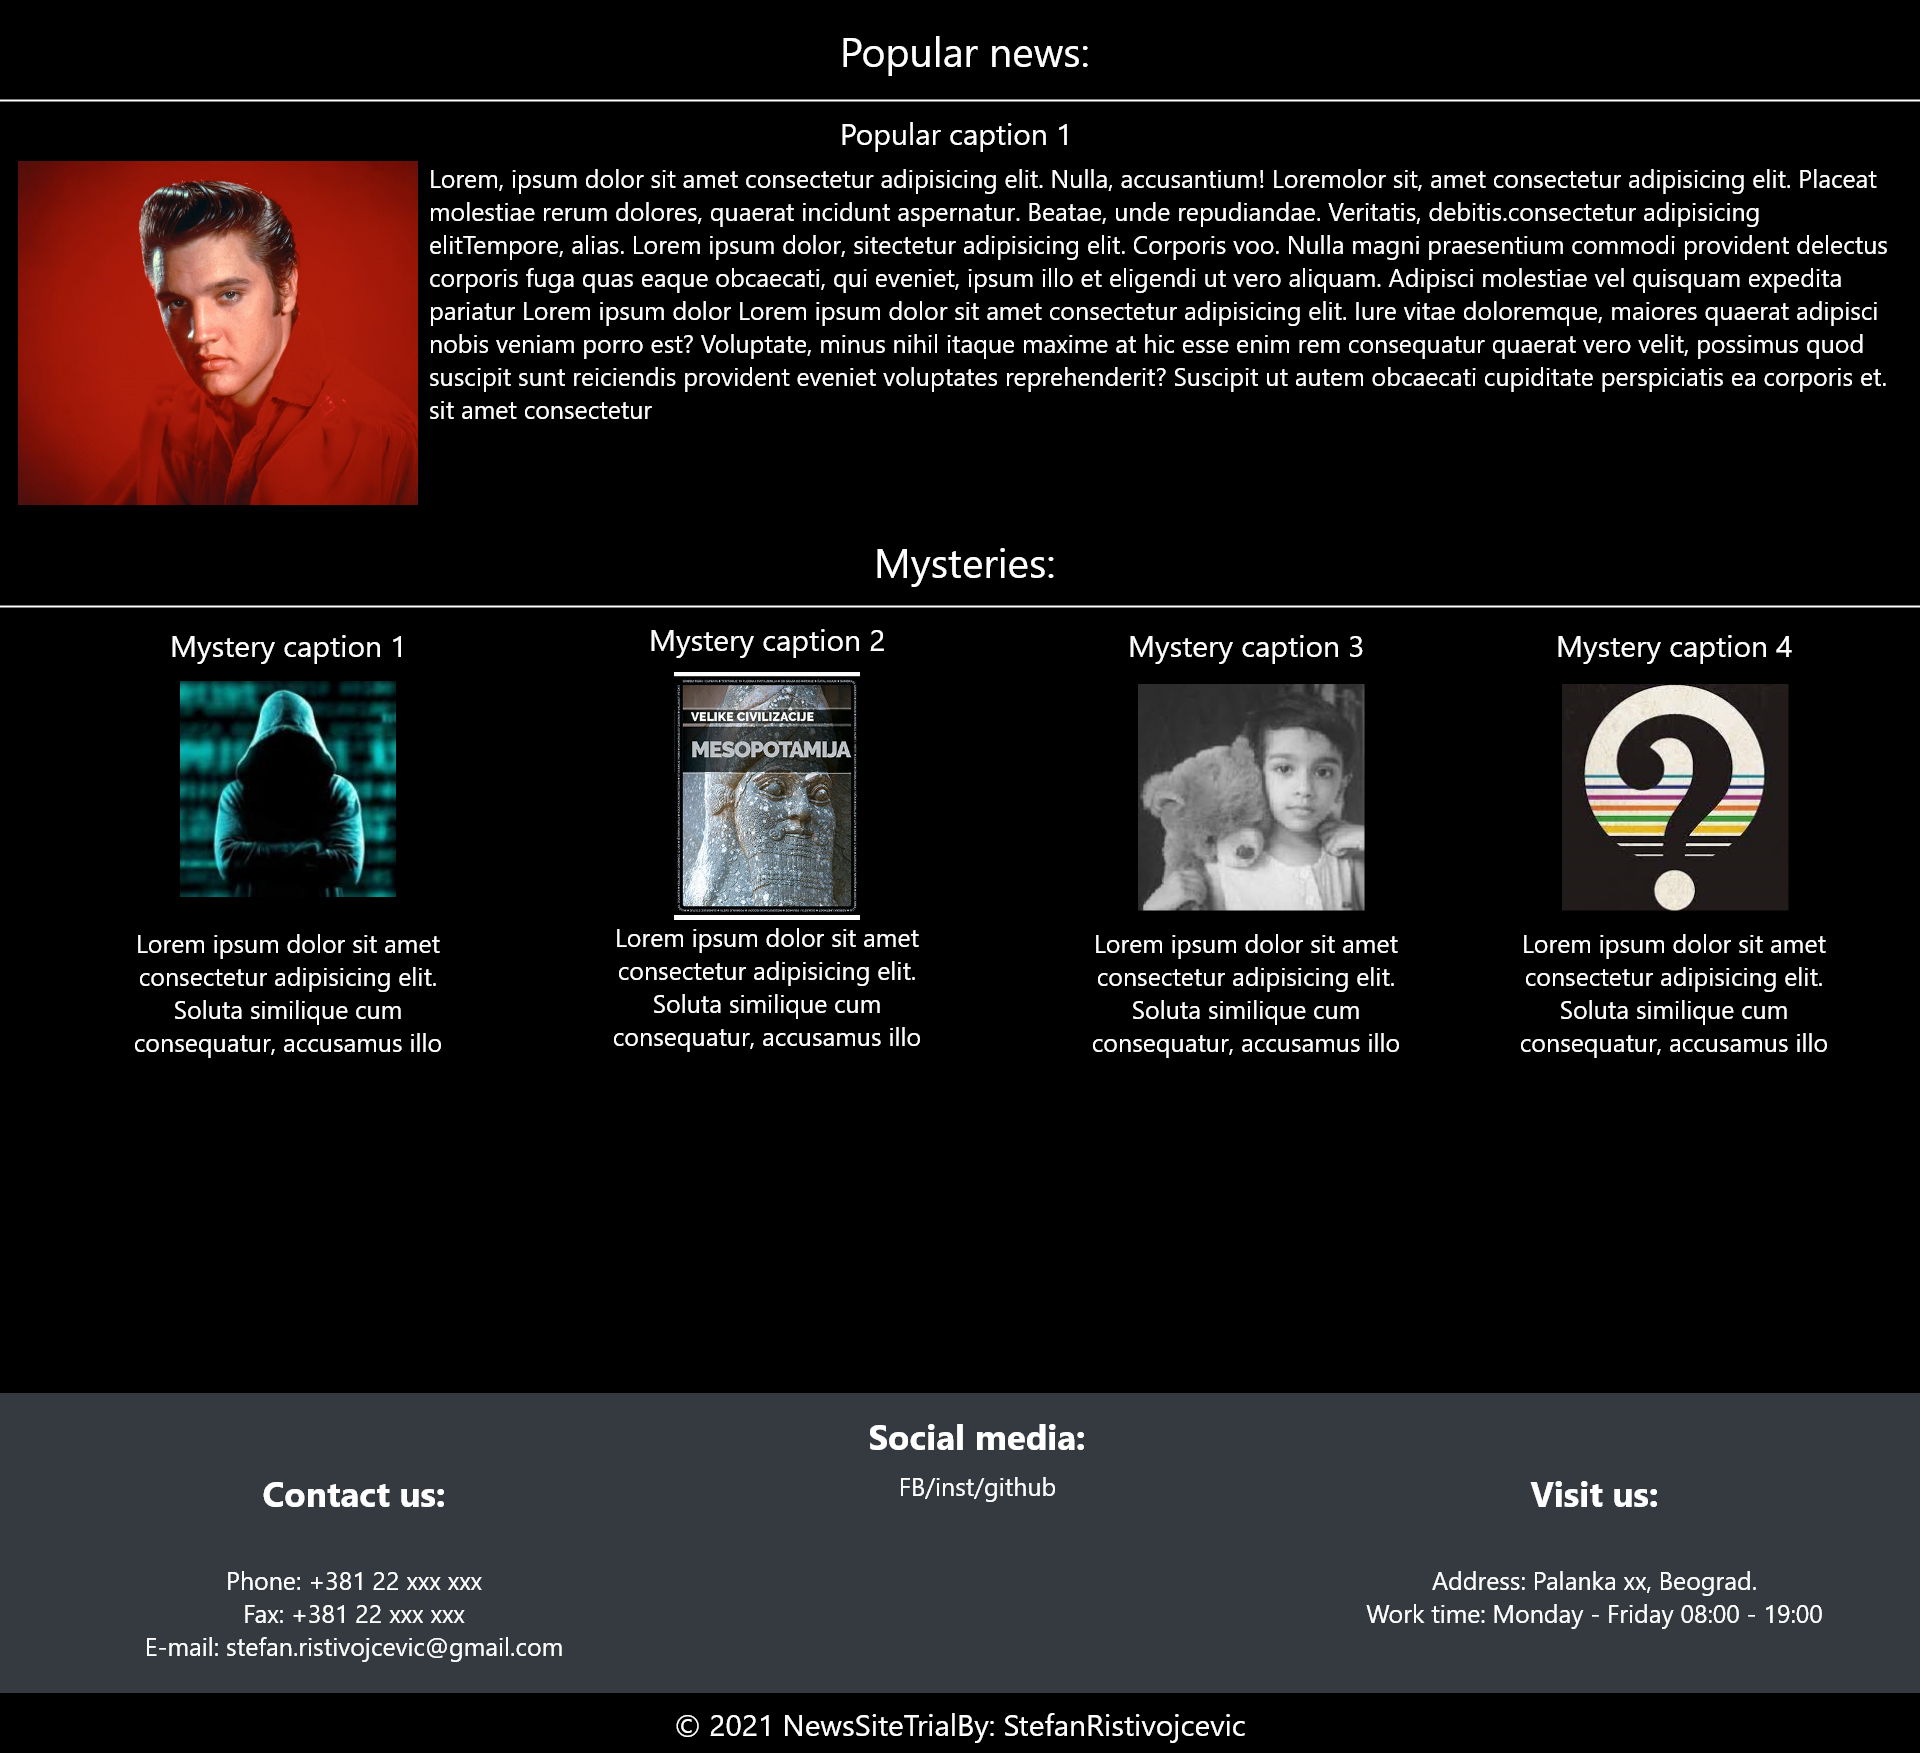 Popular news:
Popular caption 1
Lorem, ipsum dolor sit amet consectetur adipisicing elit. Nulla, accusantium! Loremolor sit, amet consectetur adipisicing elit. Placeat
molestiae rerum dolores, quaerat incidunt aspernatur. Beatae, unde repudiandae. Veritatis, debitis.consectetur adipisicing
elitTempore, alias. Lorem ipsum dolor, sitectetur adipisicing elit. Corporis voo. Nulla magni praesentium commodi provident delectus
corporis fuga quas eaque obcaecati, qui eveniet, ipsum illo et eligendi ut vero aliquam. Adipisci molestiae vel quisquam expedita
pariatur Lorem ipsum dolor Lorem ipsum dolor sit amet consectetur adipisicing elit. Iure vitae doloremque, maiores quaerat adipisci
nobis veniam porro est? Voluptate, minus nihil itaque maxime at hic esse enim rem consequatur quaerat vero velit, possimus quod
suscipit sunt reiciendis provident eveniet voluptates reprehenderit? Suscipit ut autem obcaecati cupiditate perspiciatis ea corporis et.
sit amet consectetur
Mysteries:
Mystery caption 1
Lorem ipsum dolor sit amet
consectetur adipisicing elit.
Soluta similique cum
consequatur, accusamus illo
Mystery caption 2
VELIKE CIVILIZACIJE
MESOPOTAMIJA
Lorem ipsum dolor sit amet
consectetur adipisicing elit.
Soluta similique cum
consequatur, accusamus illo
Mystery caption 3
Lorem ipsum dolor sit amet
consectetur adipisicing elit.
Soluta similique cum
consequatur, accusamus illo
Mystery caption 4
?
Lorem ipsum dolor sit amet
consectetur adipisicing elit.
Soluta similique cum
consequatur, accusamus illo
Contact us:
Phone: +381 22 xxx xxx
Fax: +381 22 xxx xxx
E-mail: stefan.ristivojcevic@gmail.com
Social media:
FB/inst/github
Visit us:
Address: Palanka xx, Beograd.
Work time: Monday - Friday 08:00 - 19:00
© 2021 NewsSiteTrialBy: StefanRistivojcevic